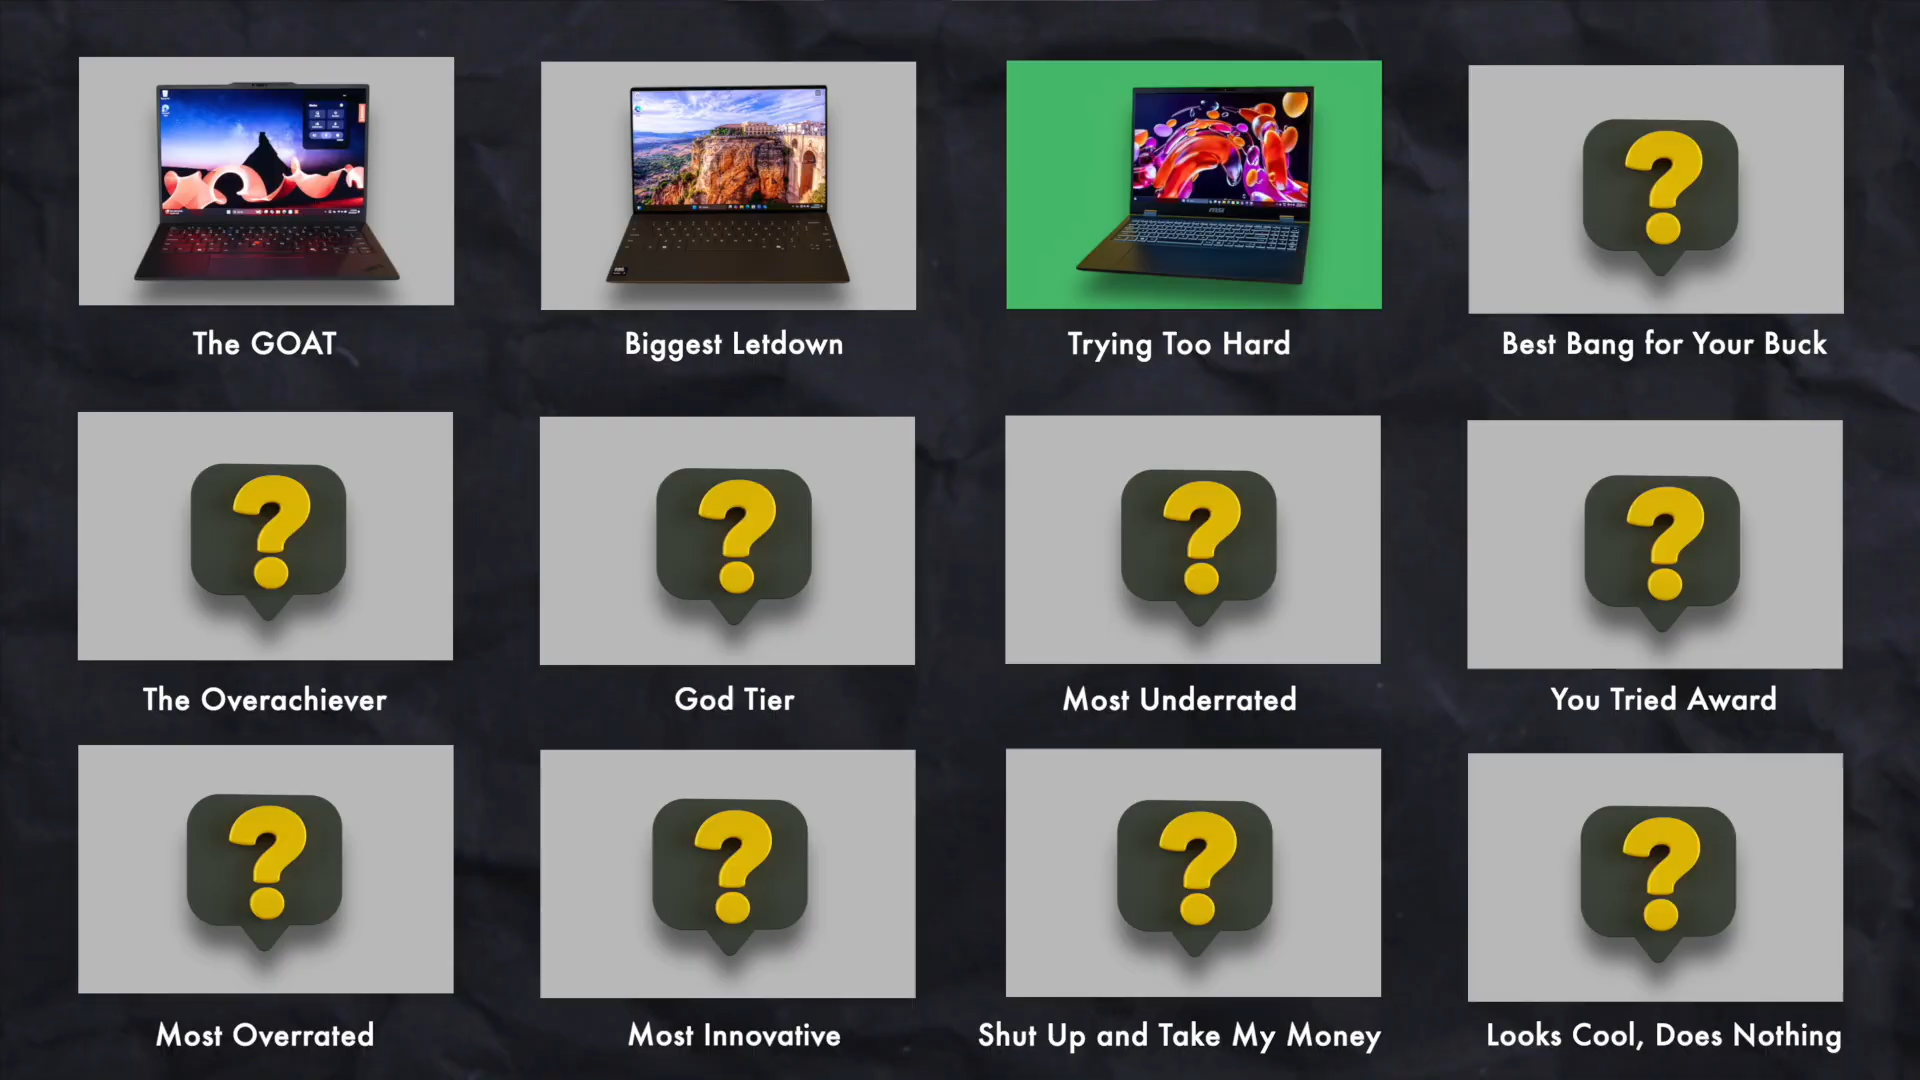 msi
The GOAT
Biggest Letdown
Trying Too Hard
Best Bang for Your Buck
The Overachiever
God Tier
Most Underrated
You Tried Award
Most Overrated
Most Innovative
Shut Up and Take My Money
Looks Cool, Does Nothing